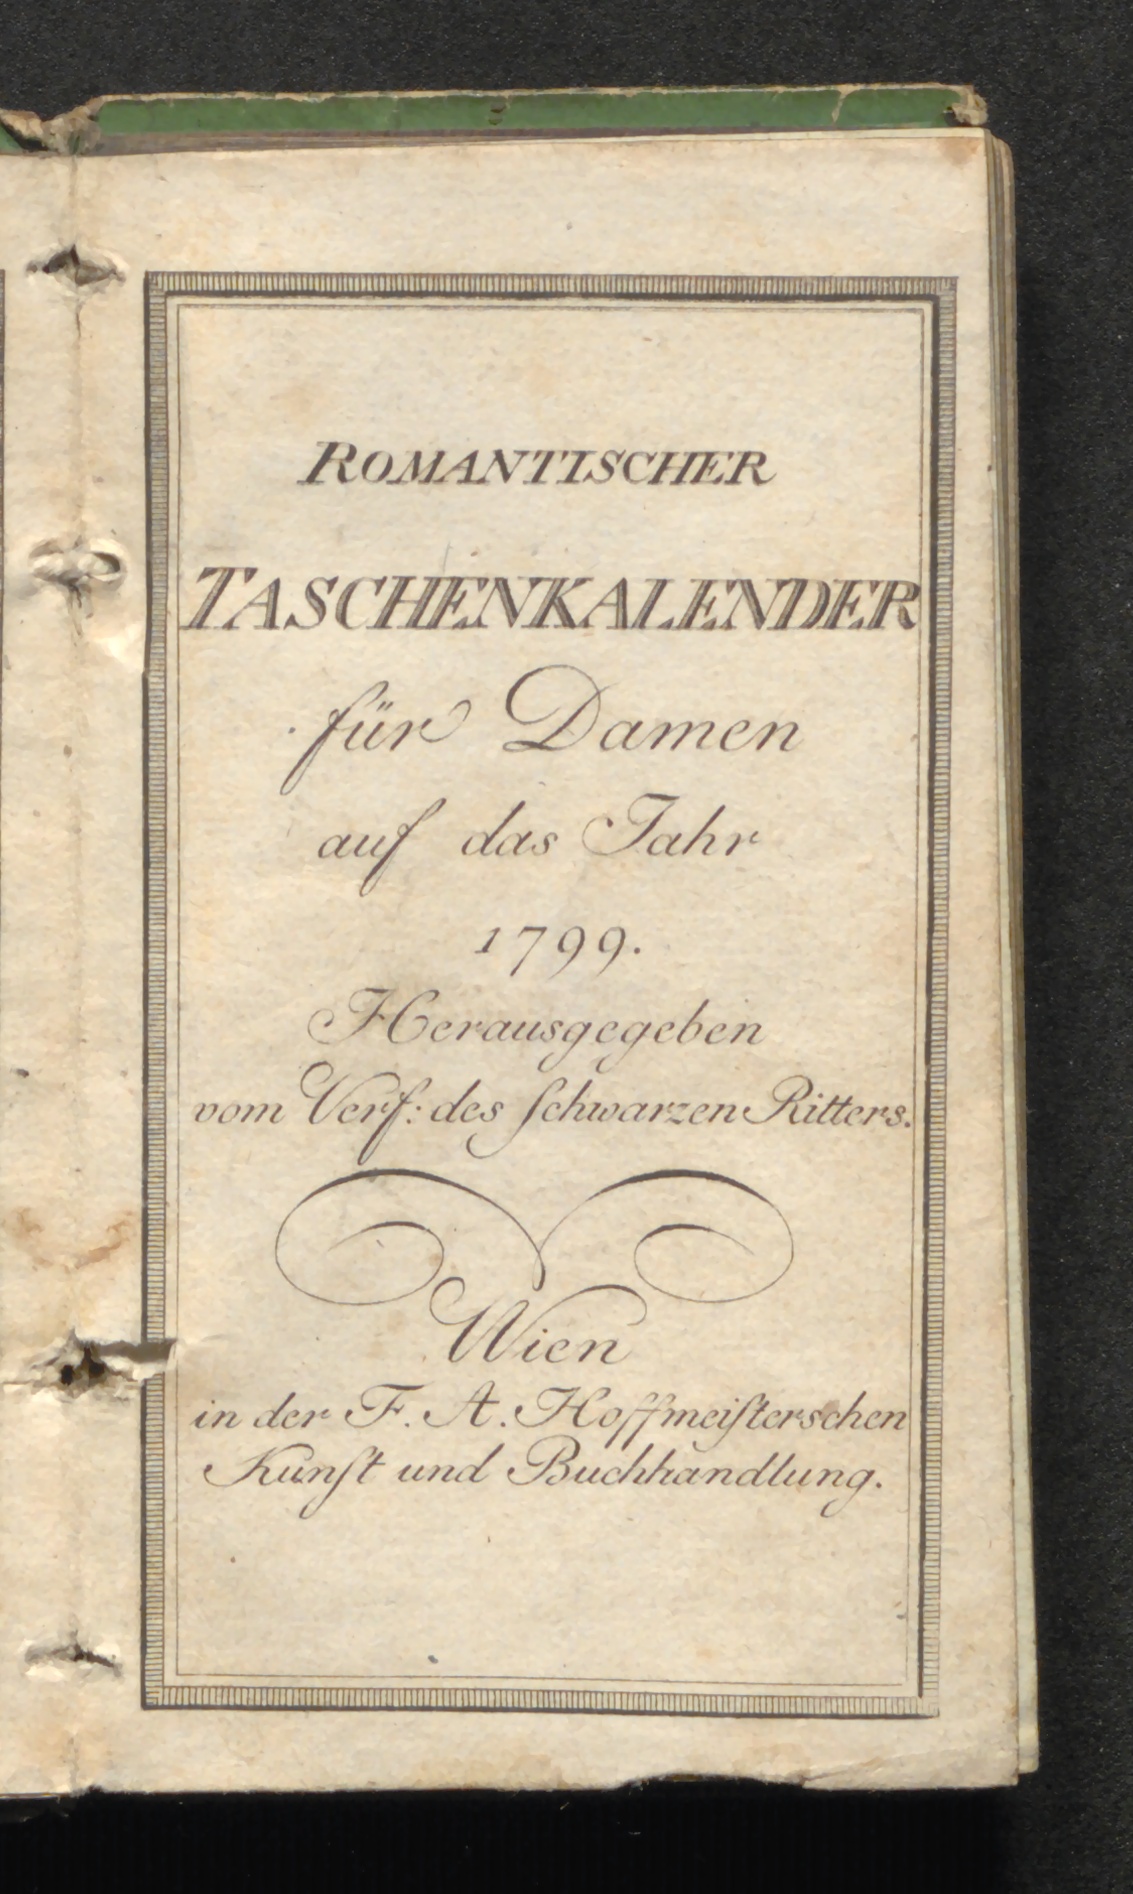 ROMANTISCHER
TASCHENKALENDER
für Damen
auf das Jahr
1799.
Herausgegeben
vom Verf: des ſchwarzen Ritters.
Wien
in der F. A. Hoffmeiſterschen
Kunſt und Buchhandlung.